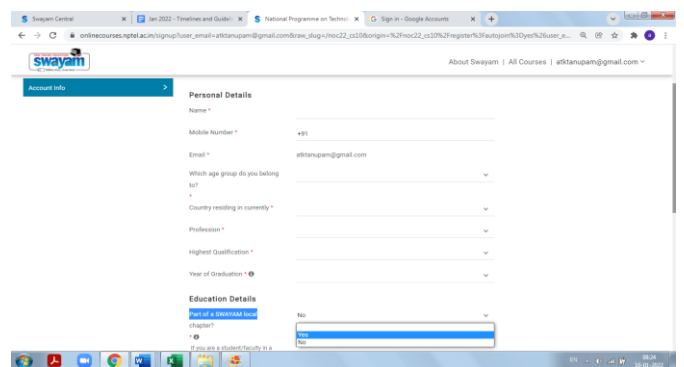 Swayam Central
Jan 2022 - Timelines and Guideli
National Programme on Technol
Sign in - Google Accounts
onlinecourses.nptel.ac.in/signup?user_email=atktanupam@gmail.com&raw_slug=/noc22_cs10&origin=%2Fnoc22_cs10%2Fregister%3Fautojoin%3Dyes%26user_e...
swayam
About Swayam | All Courses | atktanupam@gmail.com
Account Info
Personal Details
Name *
Mobile Number *
+91
Email *
atktanupam@gmail.com
Which age group do you belong
to?
*
Country residing in currently *
Profession *
Highest Qualification *
Year of Graduation *
Education Details
Part of a SWAYAM local
No
chapter?
*
Yes
No
If you are a student/faculty in a
EN
08:24
10-01-2022